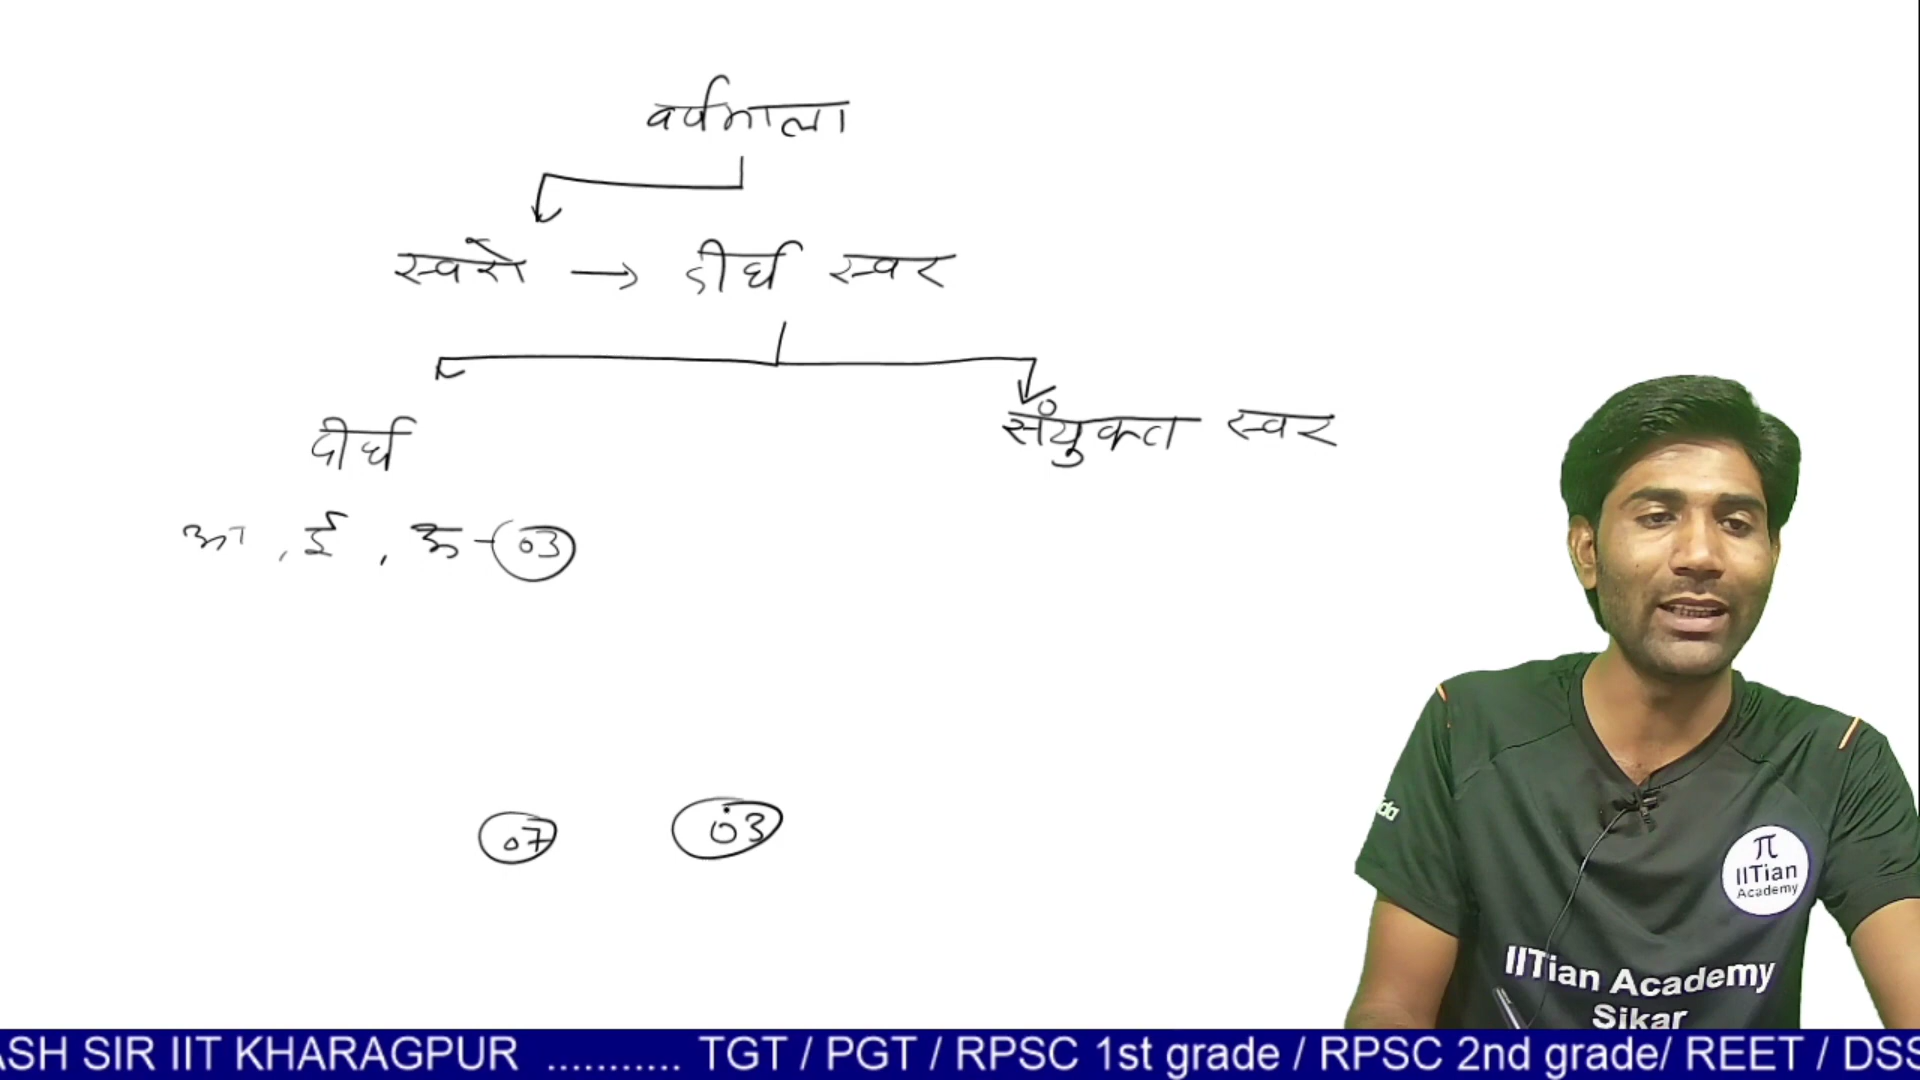 वर्णमाला
स्वरो → दीर्घ स्वर
दीर्घ
संयुक्त स्वर
आ , ई , ऊ - 03
07 03
π
IITian
Academy
IITian Academy
Sikar
ASH SIR IIT KHARAGPUR ........... TGT / PGT / RPSC 1st grade / RPSC 2nd grade/ REET / DSS